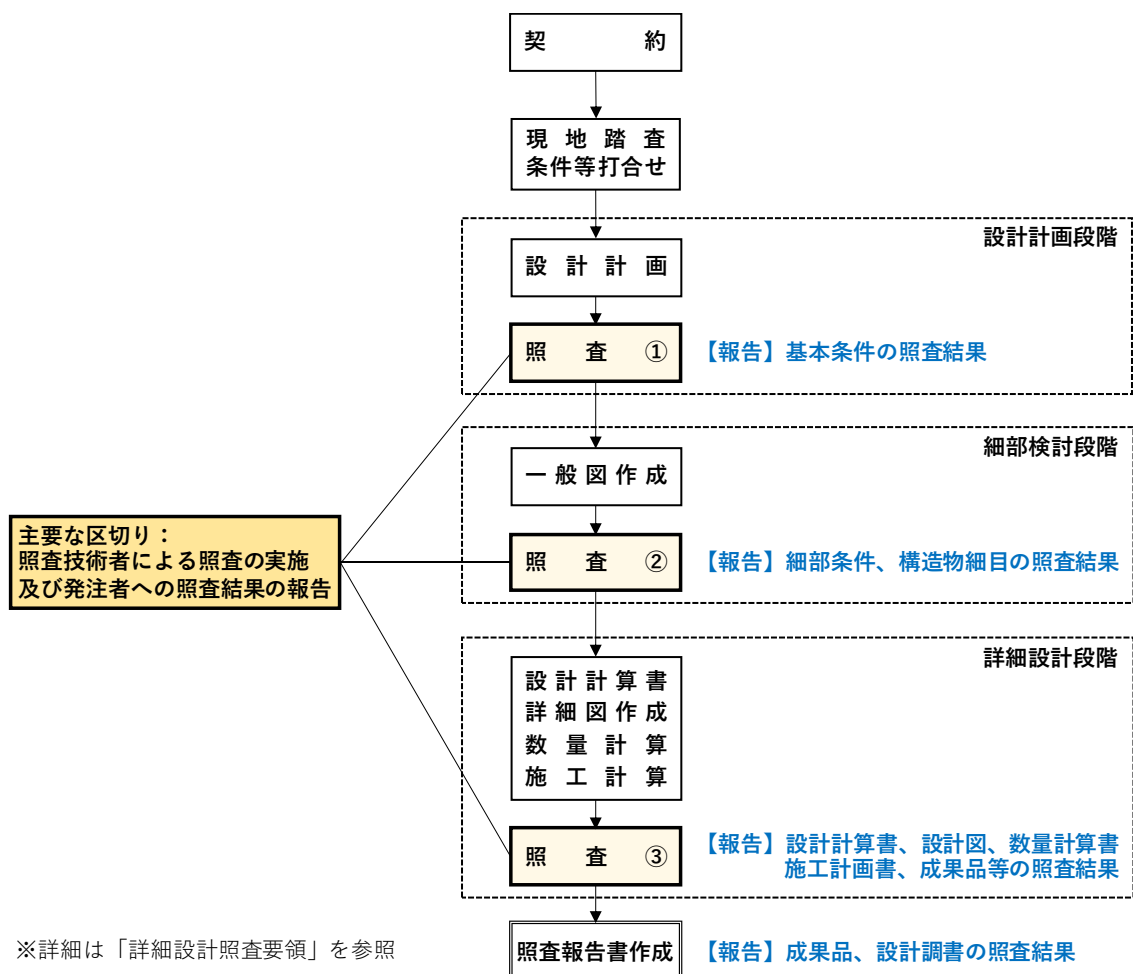 契約
現地踏査
条件等打合せ
設計計画段階
設計計画
照査①
【報告】基本条件の照査結果
細部検討段階
一般図作成
照査②
【報告】細部条件、構造物細目の照査結果
主要な区切り：
照査技術者による照査の実施
及び発注者への照査結果の報告
詳細設計段階
設計計算書
詳細図作成
数量計算
施工計算
照査③
【報告】設計計算書、設計図、数量計算書
施工計画書、成果品等の照査結果
照査報告書作成
【報告】成果品、設計調書の照査結果
※詳細は「詳細設計照査要領」を参照